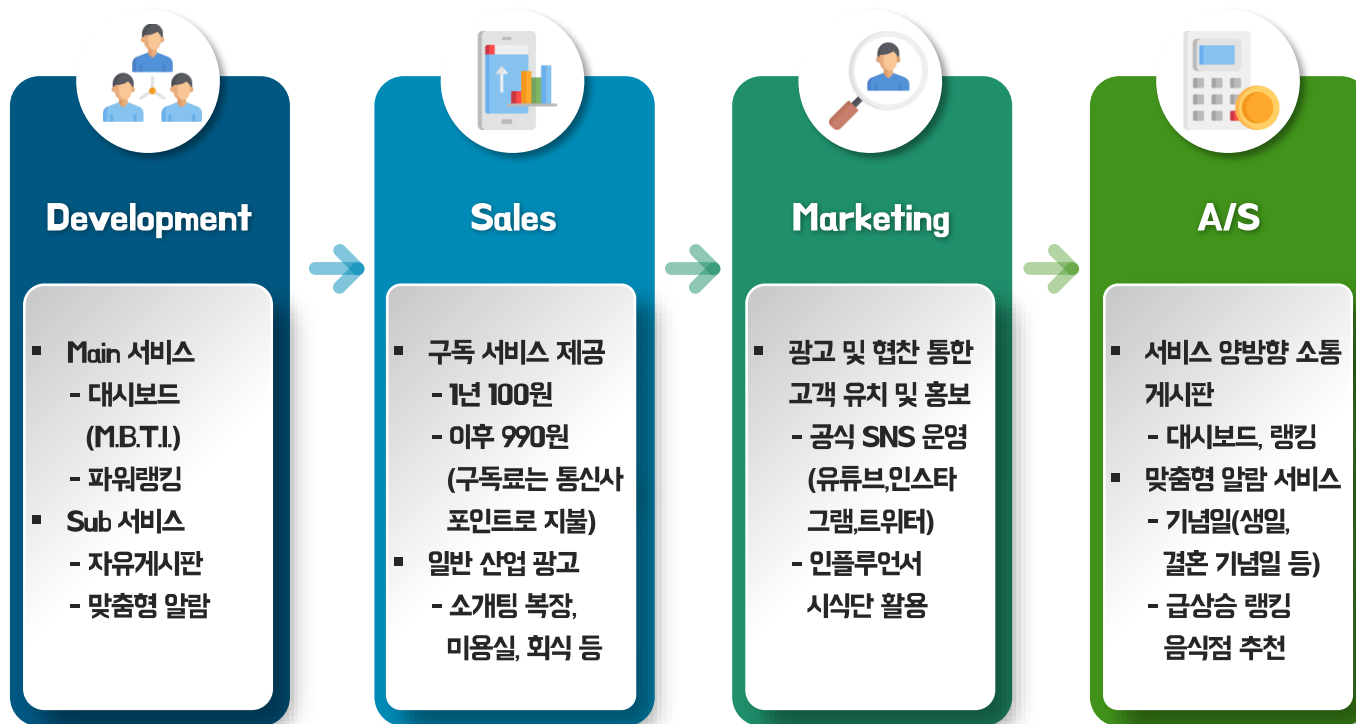 Development
▪ Main 서비스
- 대시보드
(M.B.T.I.)
- 파워랭킹
▪ Sub 서비스
- 자유게시판
- 맞춤형 알람
Sales
▪ 구독 서비스 제공
- 1년 100원
- 이후 990원
(구독료는 통신사
포인트로 지불)
▪ 일반 산업 광고
- 소개팅 복장,
미용실, 회식 등
Marketing
▪ 광고 및 협찬 통한
고객 유치 및 홍보
- 공식 SNS 운영
(유튜브,인스타
그램,트위터)
- 인플루언서
시식단 활용
A/S
▪ 서비스 양방향 소통
게시판
- 대시보드, 랭킹
▪ 맞춤형 알람 서비스
- 기념일(생일,
결혼 기념일 등)
- 급상승 랭킹
음식점 추천